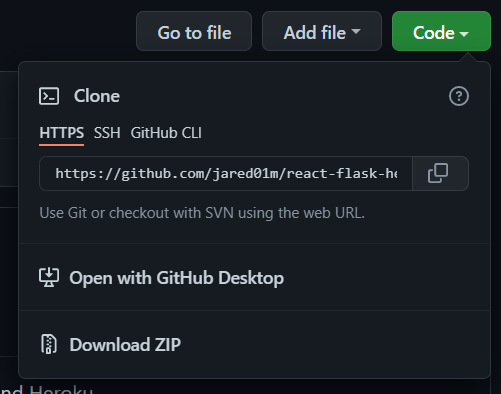 Go to file Add file Code
Clone
HTTPS SSH GitHub CLI
https://github.com/jared01m/react-flask-he
Use Git or checkout with SVN using the web URL.
Open with GitHub Desktop
Download ZIP
nd Heroku